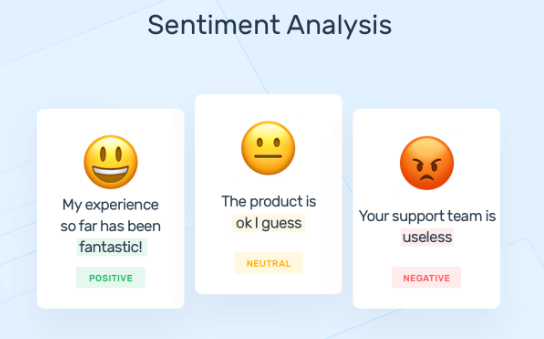 Sentiment Analysis
My experience
so far has been
fantastic!
POSITIVE
The product is
ok I guess
NEUTRAL
Your support team is
useless
NEGATIVE